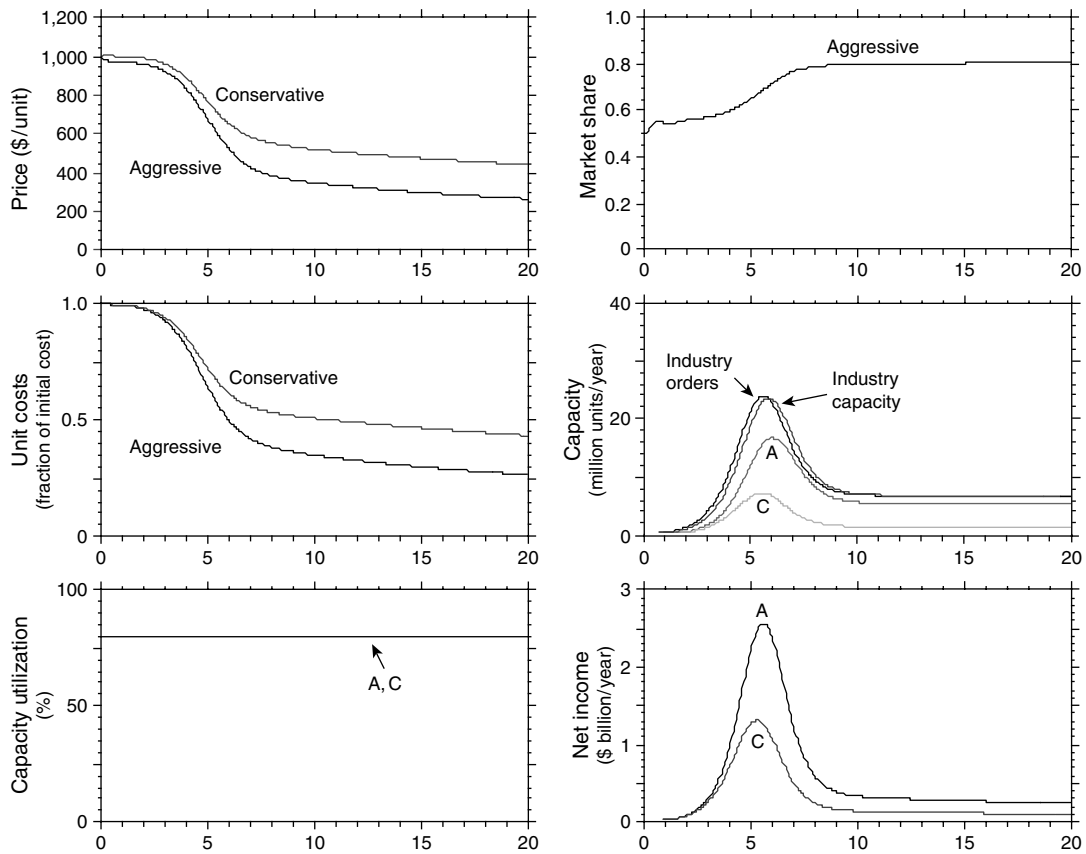 Price ($/unit)
1,200
1,000
800
600
400
200
0
Conservative
Aggressive
0 5 10 15 20
Market share
1.0
0.8
0.6
0.4
0.2
0
Aggressive
0 5 10 15 20
Unit costs
(fraction of initial cost)
1.0
0.5
0
Conservative
Aggressive
0 5 10 15 20
Capacity
(million units/year)
40
20
0
Industry
orders
Industry
capacity
A
C
0 5 10 15 20
Capacity utilization
(%)
100
50
0
A, C
0 5 10 15 20
Net income
($ billion/year)
3
2
1
0
A
C
0 5 10 15 20